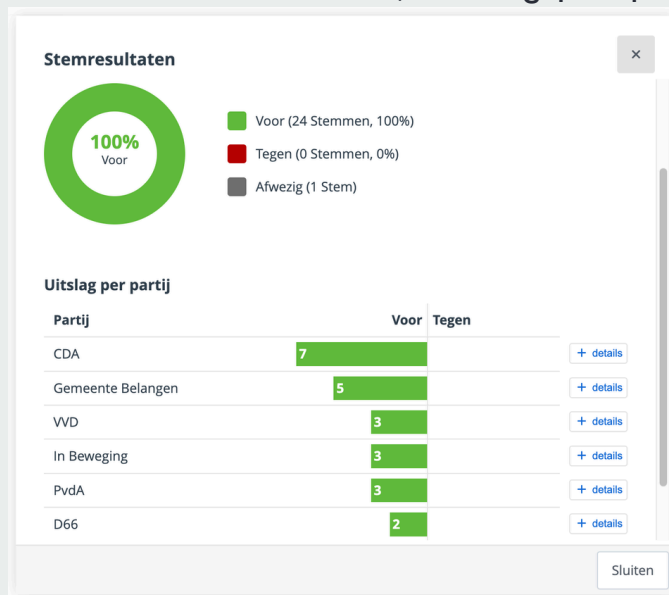 Stemresultaten
×
100%
Voor
Voor (24 Stemmen, 100%)
Tegen (0 Stemmen, 0%)
Afwezig (1 Stem)
Uitslag per partij
Partij Voor Tegen
CDA 7 + details
Gemeente Belangen 5 + details
VVD 3 + details
In Beweging 3 + details
PvdA 3 + details
D66 2 + details
Sluiten